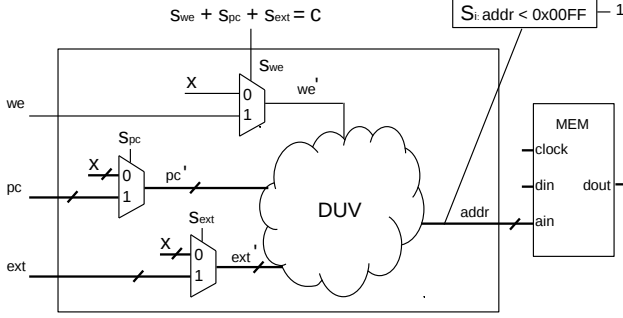 Swe + Spc + Sext = C
Si: addr < 0x00FF
1
Swe
X
0
we'
we
1
MEM
clock
Spc
X
0
pc'
pc
1
din
dout
DUV
addr
ain
Sext
X
0
ext'
ext
1